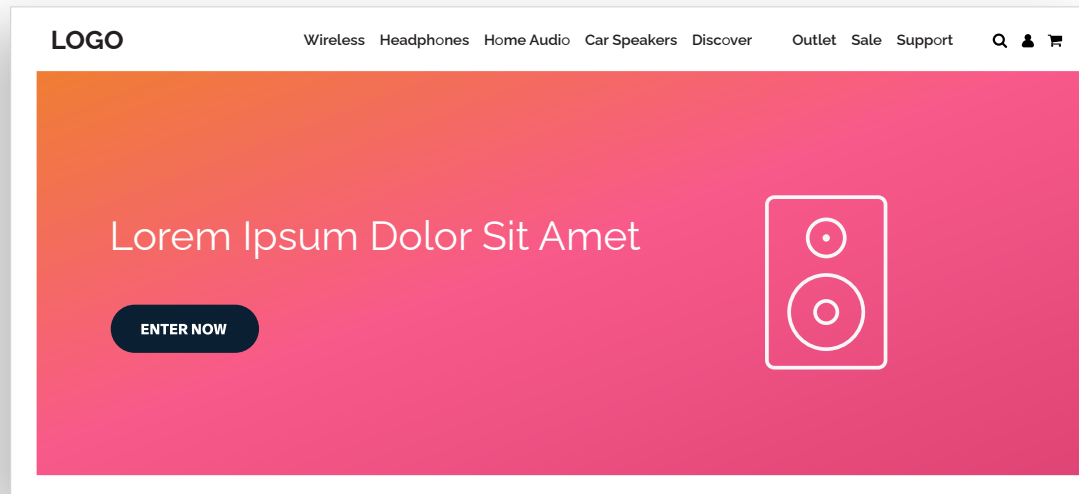 LOGO Wireless Headphones Home Audio Car Speakers Discover Outlet Sale Support
Lorem Ipsum Dolor Sit Amet
ENTER NOW